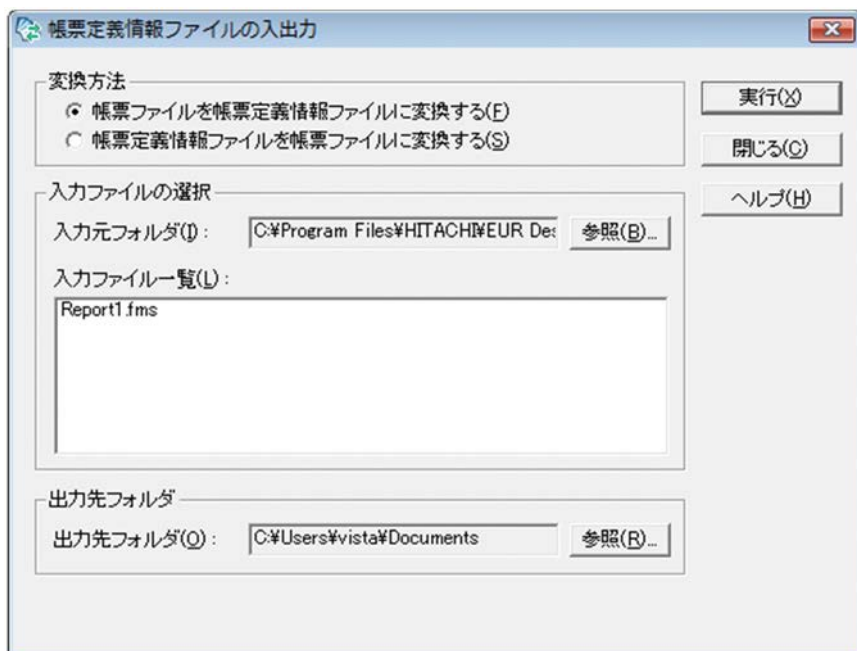 帳票定義情報ファイルの入出力
変換方法
帳票ファイルを帳票定義情報ファイルに変換する(F)
帳票定義情報ファイルを帳票ファイルに変換する(S)
実行(X)
閉じる(C)
ヘルプ(H)
入力ファイルの選択
入力元フォルダ(I):
C:¥Program Files¥HITACHI¥EUR Des
参照(B)...
入力ファイル一覧(L):
Report1.fms
出力先フォルダ
出力先フォルダ(O):
C:¥Users¥vista¥Documents
参照(R)...